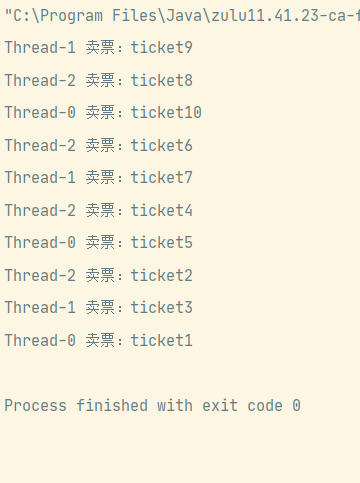 "C:\Program Files\Java\zulu11.41.23-ca-f
Thread-1 卖票：ticket9
Thread-2 卖票：ticket8
Thread-0 卖票：ticket10
Thread-2 卖票：ticket6
Thread-1 卖票：ticket7
Thread-2 卖票：ticket4
Thread-0 卖票：ticket5
Thread-2 卖票：ticket2
Thread-1 卖票：ticket3
Thread-0 卖票：ticket1
Process finished with exit code 0